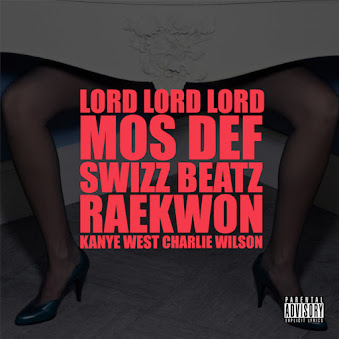 LORD LORD LORD
MOS DEF
SWIZZ BEATZ
RAEKWON
KANYE WEST CHARLIE WILSON
PARENTAL
ADVISORY
EXPLICIT LYRICS